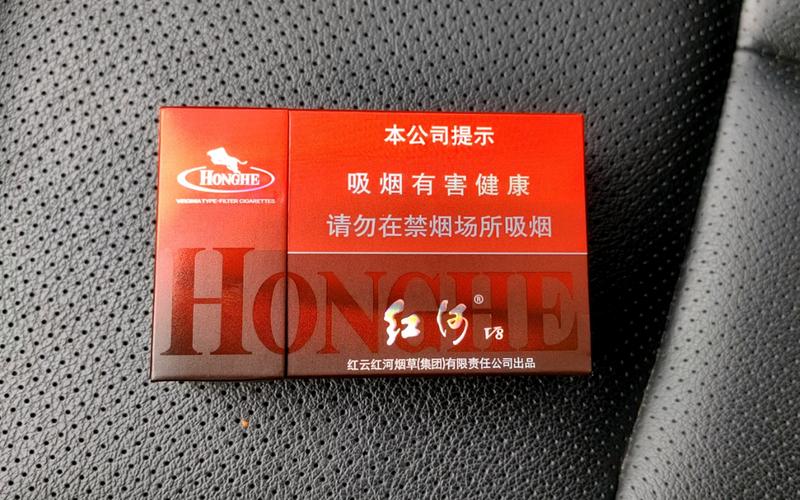 HONGHE
VIRGINIA TYPE-FILTER CIGARETTES
本公司提示
吸烟有害健康
请勿在禁烟场所吸烟
HONGHE
红河® V8
红云红河烟草(集团)有限责任公司出品